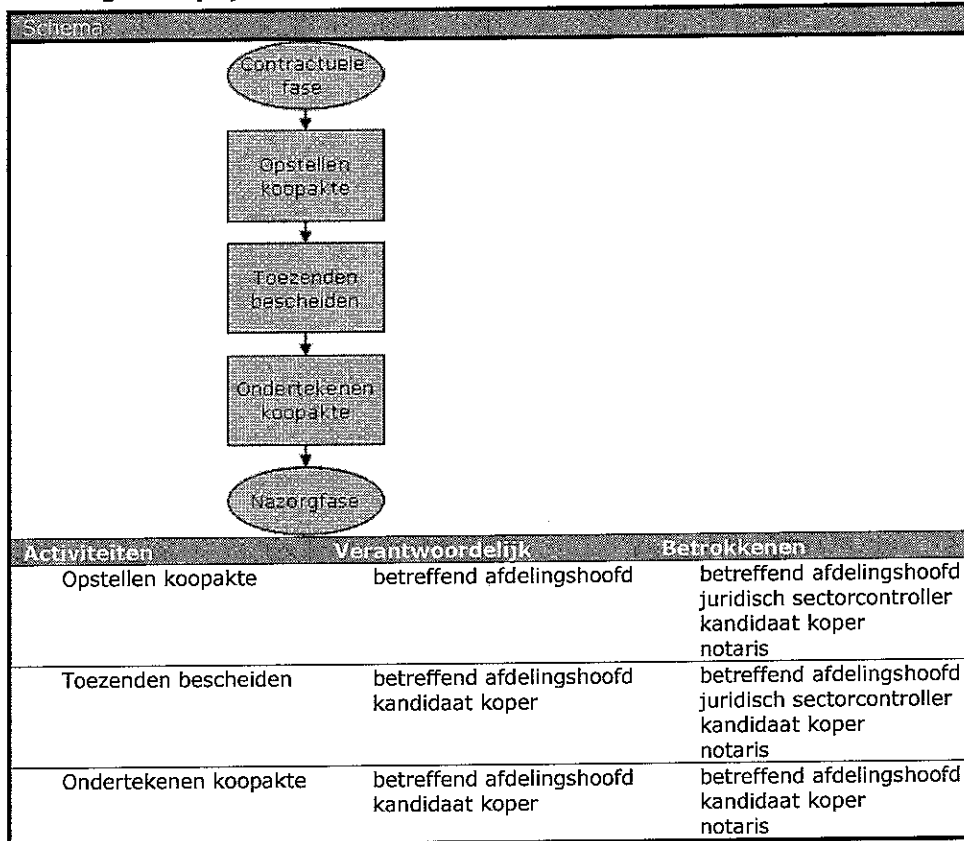 Schema
Contractuele
fase
Opstellen
koopakte
Toezenden
bescheiden
Ondertekenen
koopakte
Nazorgfase
Activiteiten Verantwoordelijk Betrokkenen
Opstellen koopakte betreffend afdelingshoofd betreffend afdelingshoofd
juridisch sectorcontroller
kandidaat koper
notaris
Toezenden bescheiden betreffend afdelingshoofd betreffend afdelingshoofd
kandidaat koper juridisch sectorcontroller
kandidaat koper
notaris
Ondertekenen koopakte betreffend afdelingshoofd betreffend afdelingshoofd
kandidaat koper kandidaat koper
notaris